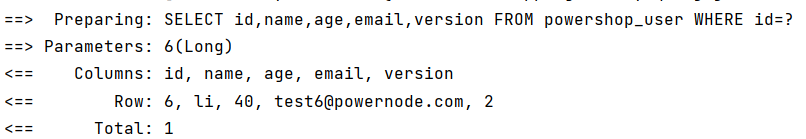 ==>  Preparing: SELECT id,name,age,email,version FROM powershop_user WHERE id=?
==> Parameters: 6(Long)
<==    Columns: id, name, age, email, version
<==        Row: 6, li, 40, test6@powernode.com, 2
<==      Total: 1